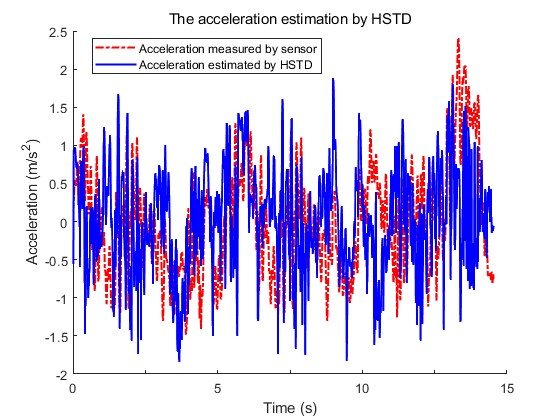 The acceleration estimation by HSTD
2.5
Acceleration measured by sensor
Acceleration estimated by HSTD
2
1.5
1
0.5
0
-0.5
-1
-1.5
-2
Acceleration (m/s²)
0 5 10 15
Time (s)